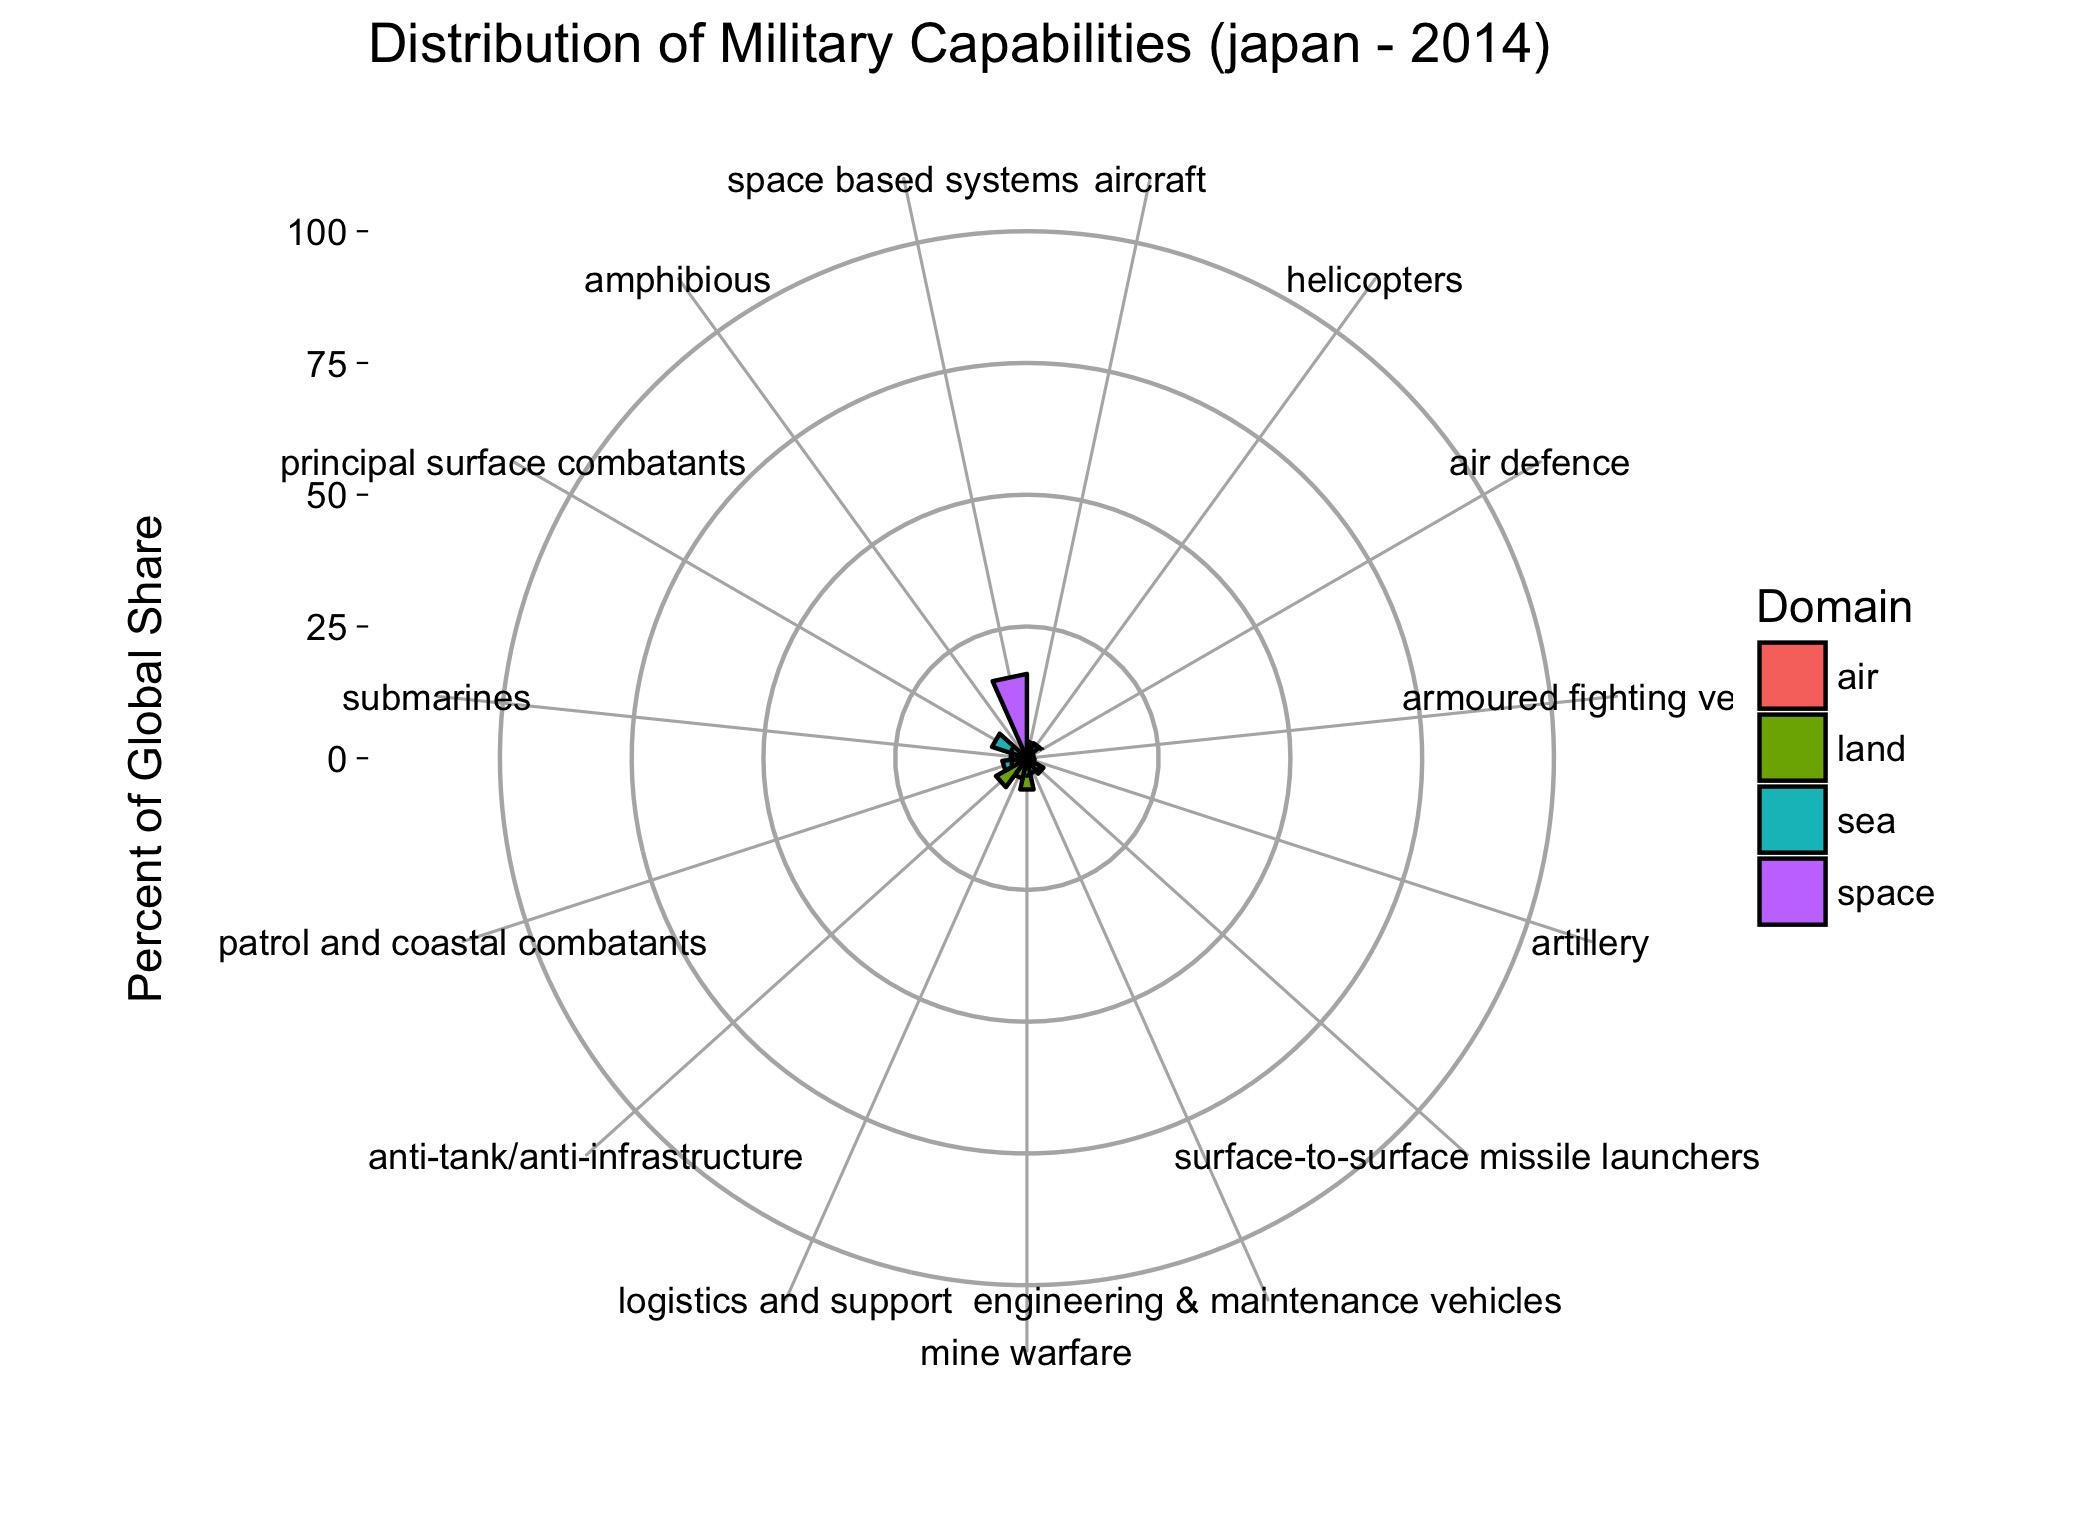 Distribution of Military Capabilities (japan - 2014)
space based systems
aircraft
100
amphibious
helicopters
75
principal surface combatants
air defence
50
25
submarines
armoured fighting ve
0
patrol and coastal combatants
artillery
anti-tank/anti-infrastructure
surface-to-surface missile launchers
logistics and support
engineering & maintenance vehicles
mine warfare
Percent of Global Share
Domain
air
land
sea
space